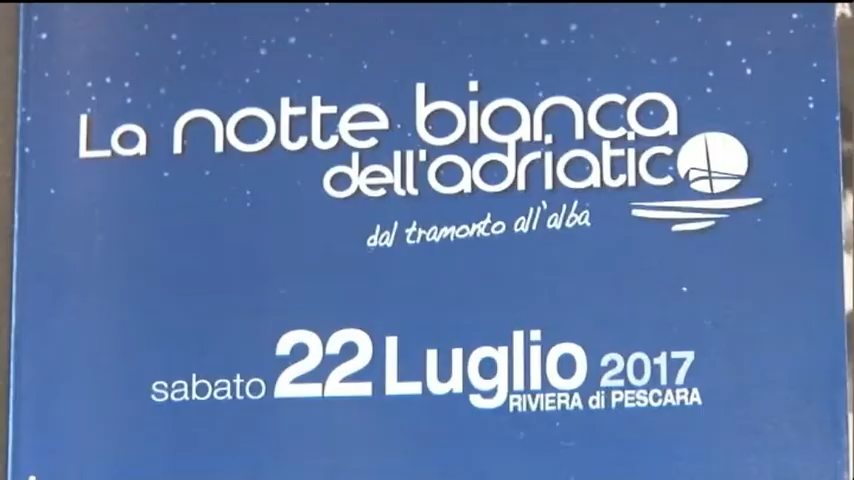 La notte bianca
dell'adriatico
dal tramonto all'alba
sabato 22 Luglio 2017
RIVIERA di PESCARA